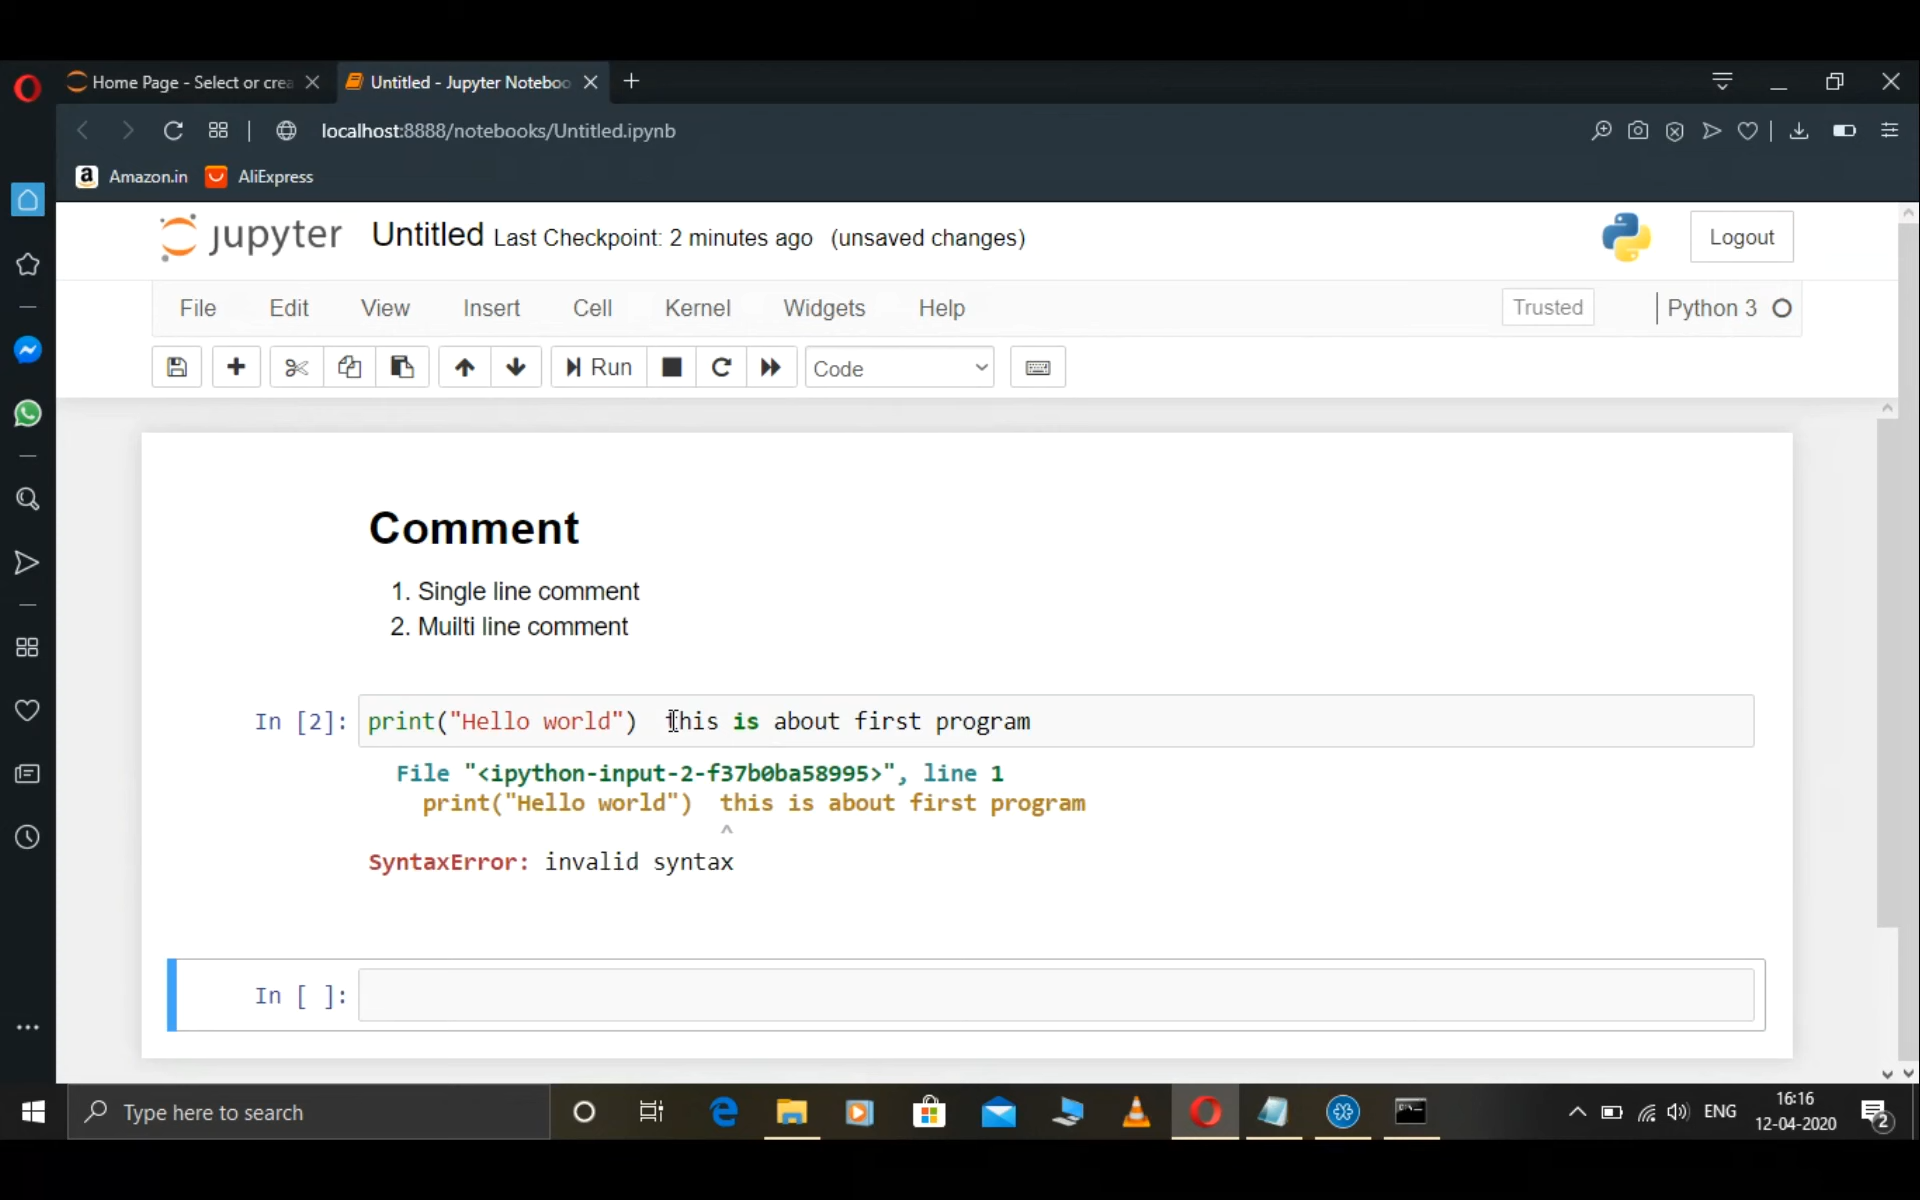 Home Page - Select or crea
Untitled - Jupyter Noteboo
localhost:8888/notebooks/Untitled.ipynb
Amazon.in AliExpress
jupyter Untitled Last Checkpoint: 2 minutes ago (unsaved changes) Logout
File Edit View Insert Cell Kernel Widgets Help Trusted Python 3
Run Code
Comment
1. Single line comment
2. Muilti line comment
In [2]: print("Hello world") this is about first program
File "<ipython-input-2-f37b0ba58995>", line 1
print("Hello world") this is about first program
^
SyntaxError: invalid syntax
In [ ]:
Type here to search
ENG
16:16
12-04-2020
2